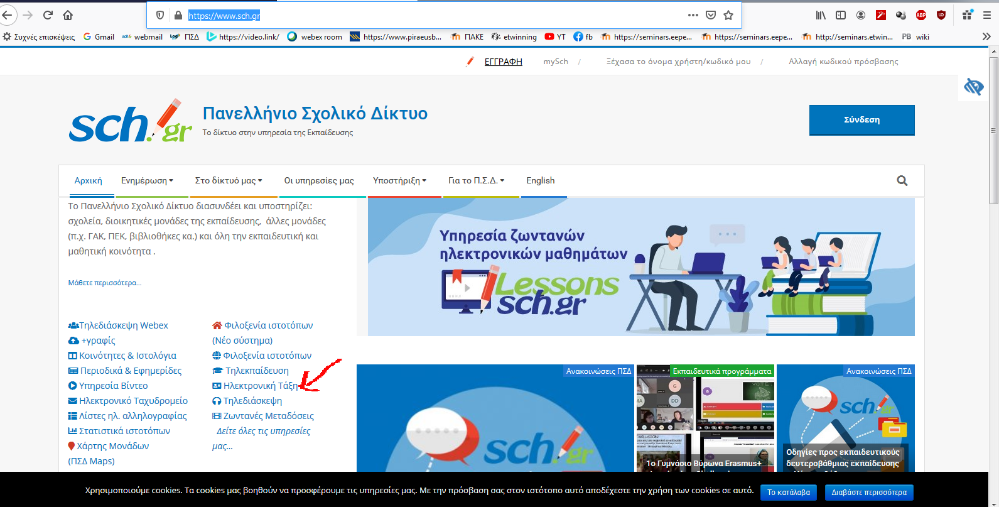 https://www.sch.gr
Συχνές επισκέψεις
Gmail
webmail
ΠΣΔ
https://video.link/
webex room
https://www.piraeusb...
ΠΑΚΕ
etwinning
YT
fb
https://seminars.eepe...
https://seminars.eepe...
http://seminars.etwin...
PB wiki
ΕΓΓΡΑΦΗ
mySch /
Ξέχασα το όνομα χρήστη/κωδικό μου /
Αλλαγή κωδικού πρόσβασης
sch.gr
Πανελλήνιο Σχολικό Δίκτυο
Το δίκτυο στην υπηρεσία της Εκπαίδευσης
Σύνδεση
Αρχική
Ενημέρωση
Στο δίκτυό μας
Οι υπηρεσίες μας
Υποστήριξη
Για το Π.Σ.Δ.
English
Το Πανελλήνιο Σχολικό Δίκτυο διασυνδέει και υποστηρίζει:
σχολεία, διοικητικές μονάδες της εκπαίδευσης, άλλες μονάδες
(π.χ. ΓΑΚ, ΠΕΚ, βιβλιοθήκες κα.) και όλη την εκπαιδευτική και
μαθητική κοινότητα .
Μάθετε περισσότερα...
Τηλεδιάσκεψη Webex
+γραφίς
Κοινότητες & Ιστολόγια
Περιοδικά & Εφημερίδες
Υπηρεσία Βίντεο
Ηλεκτρονικό Ταχυδρομείο
Λίστες ηλ. αλληλογραφίας
Στατιστικά ιστοτόπων
Χάρτης Μονάδων
(ΠΣΔ Maps)
Φιλοξενία ιστοτόπων
(Νέο σύστημα)
Φιλοξενία ιστοτόπων
Τηλεκπαίδευση
Ηλεκτρονική Τάξη
Τηλεδιάσκεψη
Ζωντανές Μεταδόσεις
Δείτε όλες τις υπηρεσίες
μας...
Υπηρεσία ζωντανών
ηλεκτρονικών μαθημάτων
Lessons
sch.gr
Ανακοινώσεις ΠΣΔ
sch.gr
Εκπαιδευτικά προγράμματα
G
MA
DD
VOTE
1ο Γυμνάσιο Βύρωνα Erasmus+
Ανακοινώσεις ΠΣΔ
sch.gr
Οδηγίες προς εκπαιδευτικούς
δευτεροβάθμιας εκπαίδευσης
Χρησιμοποιούμε cookies. Τα cookies μας βοηθούν να προσφέρουμε τις υπηρεσίες μας. Με την πρόσβαση σας στον ιστότοπο αυτό αποδέχεστε την χρήση των cookies σε αυτό.
Το κατάλαβα
Διαβάστε περισσότερα